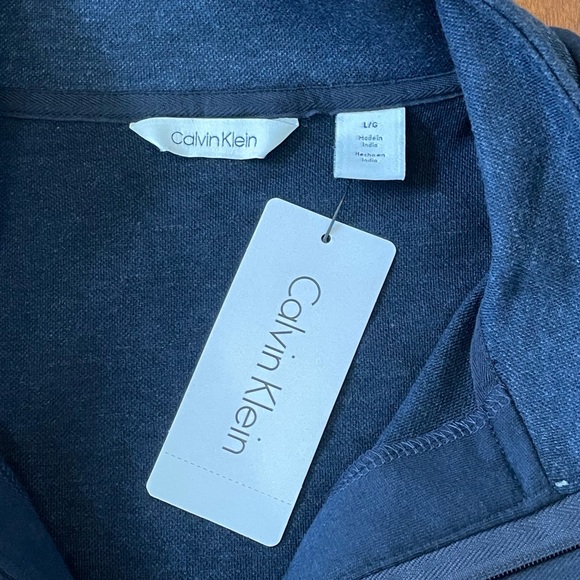 Calvin Klein
L/G
Made in
India
Hecho en
India
Calvin Klein